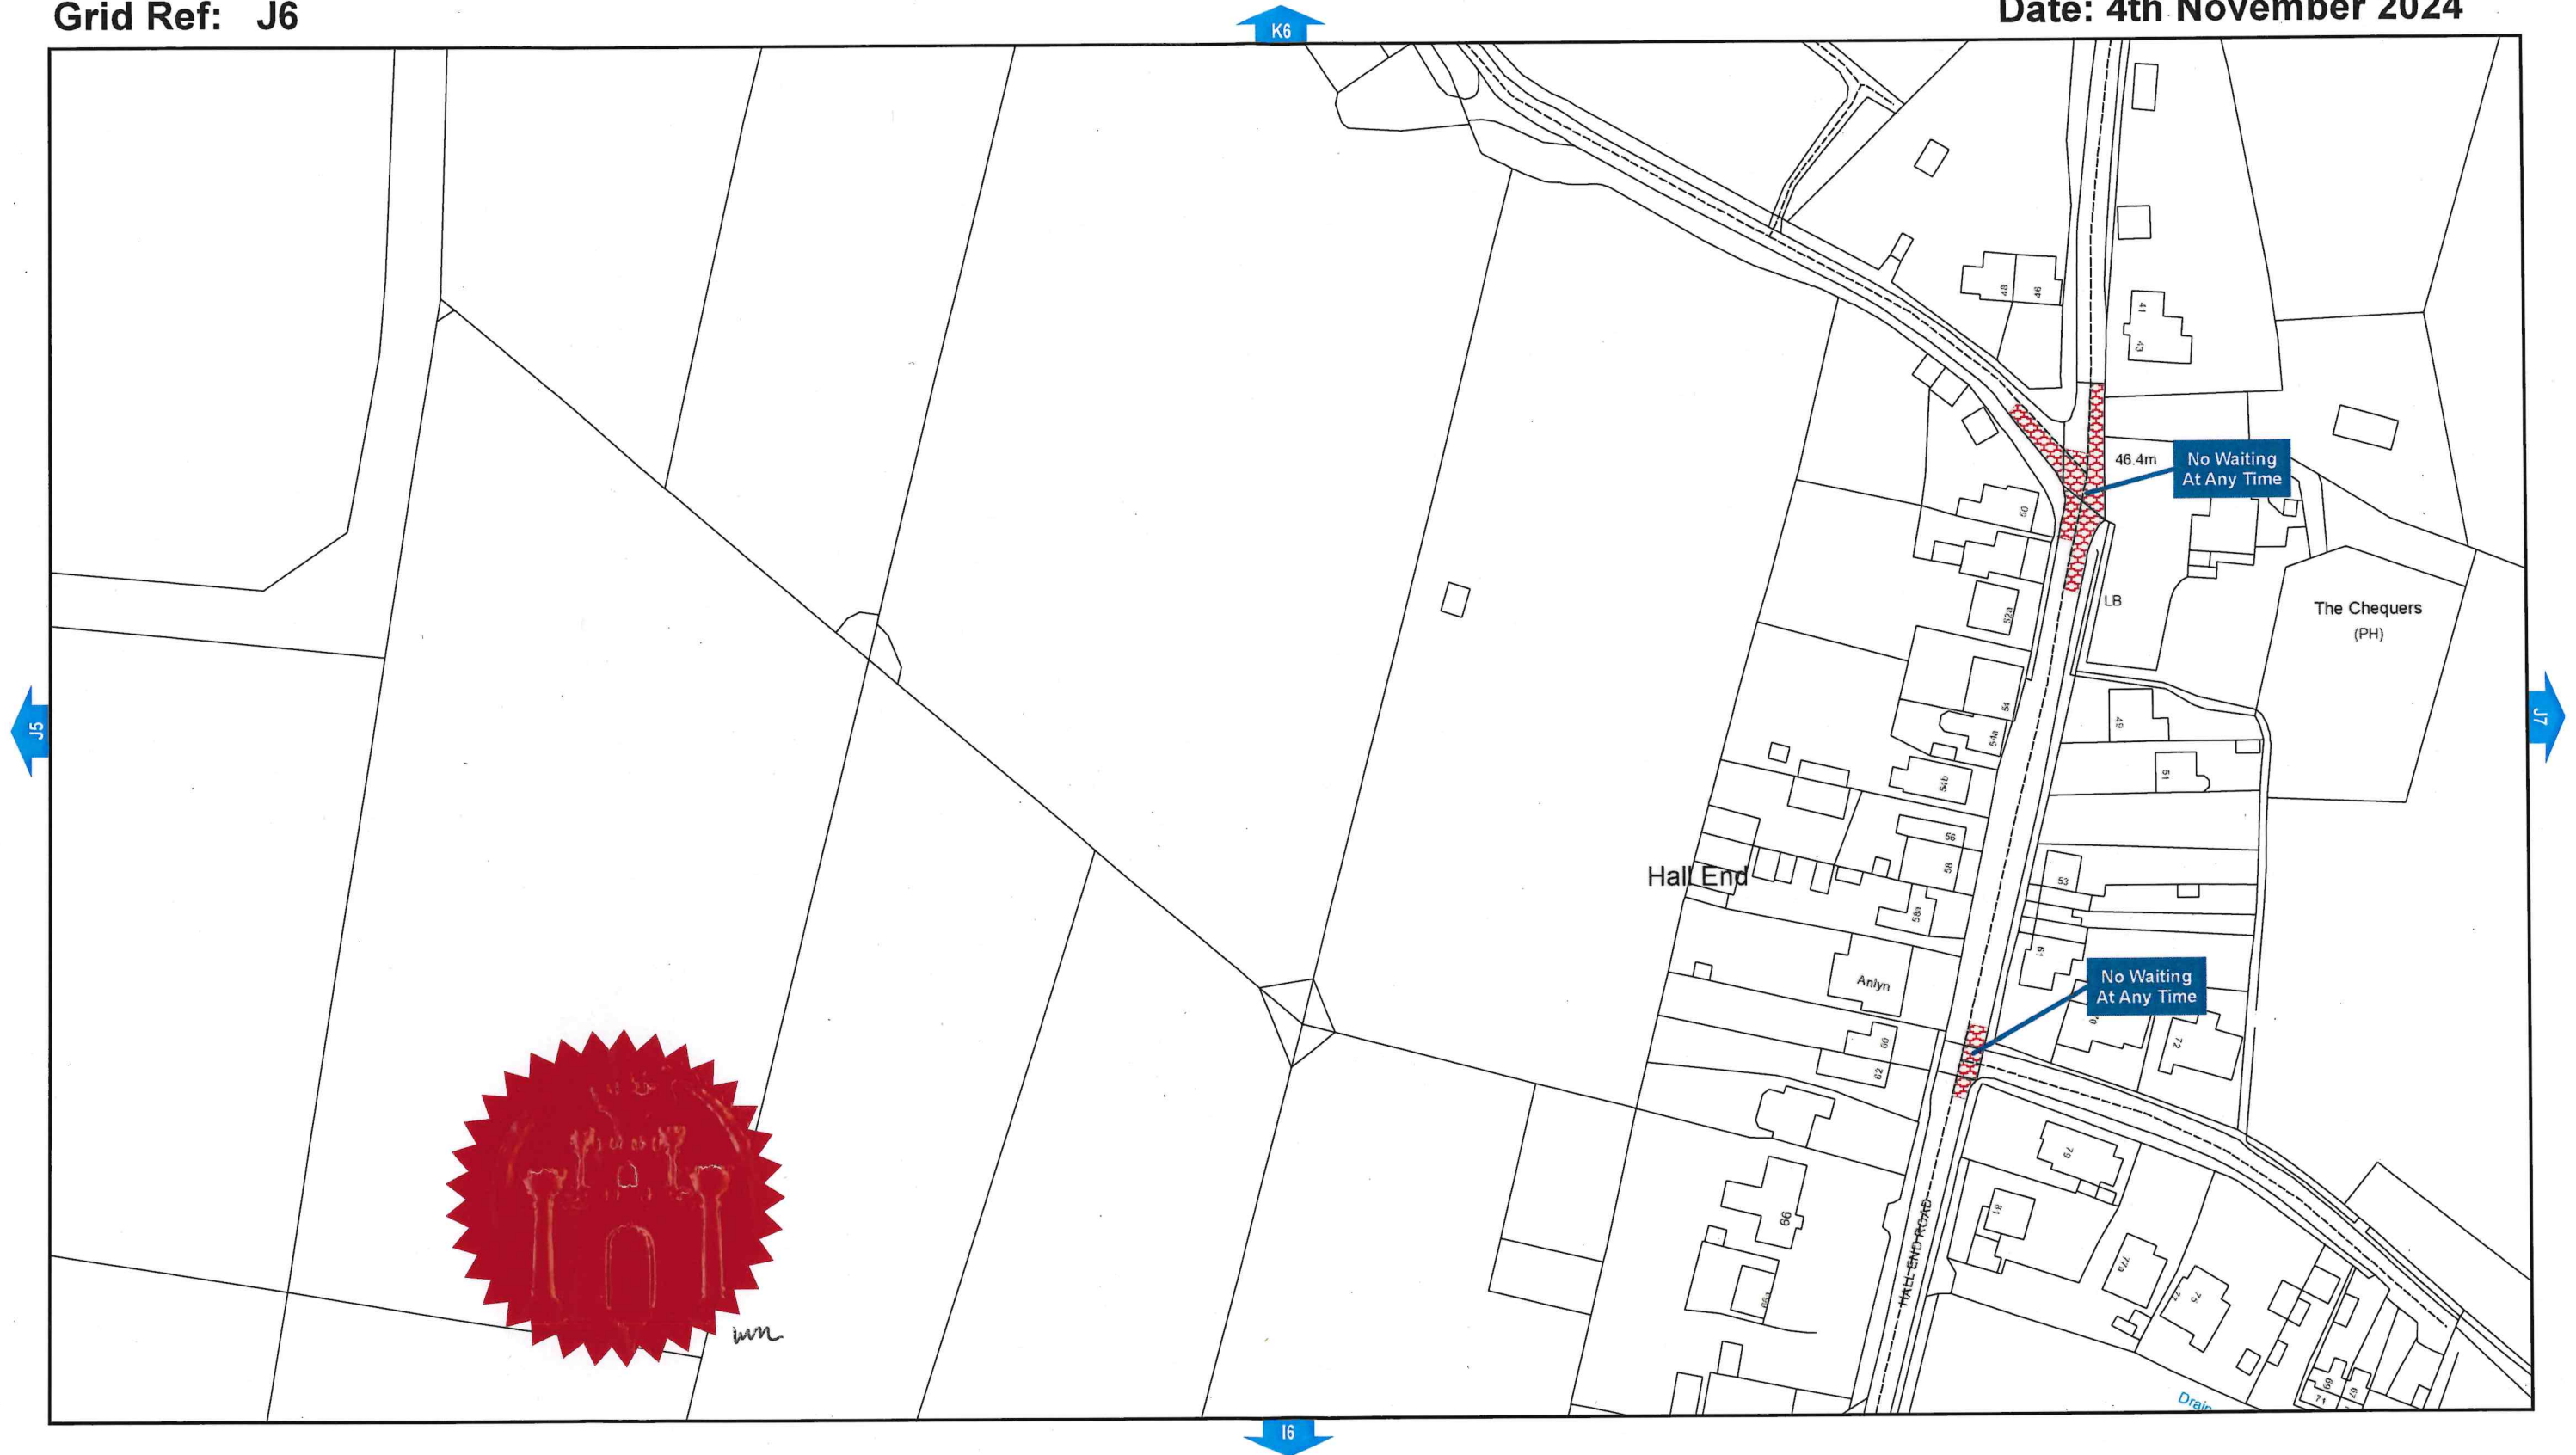 Grid Ref: J6
Date: 4th November 2024
K6
48
46
41
43
46.4m
No Waiting
At Any Time
50
52a
LB
The Chequers
(PH)
J5
J7
54
49
54a
51
54b
56
58
53
Hall End
58a
61
Anlyn
No Waiting
At Any Time
60
72
62
79
66
81
HALL END ROAD
77a
77
75
69
67
71
Drain
I6